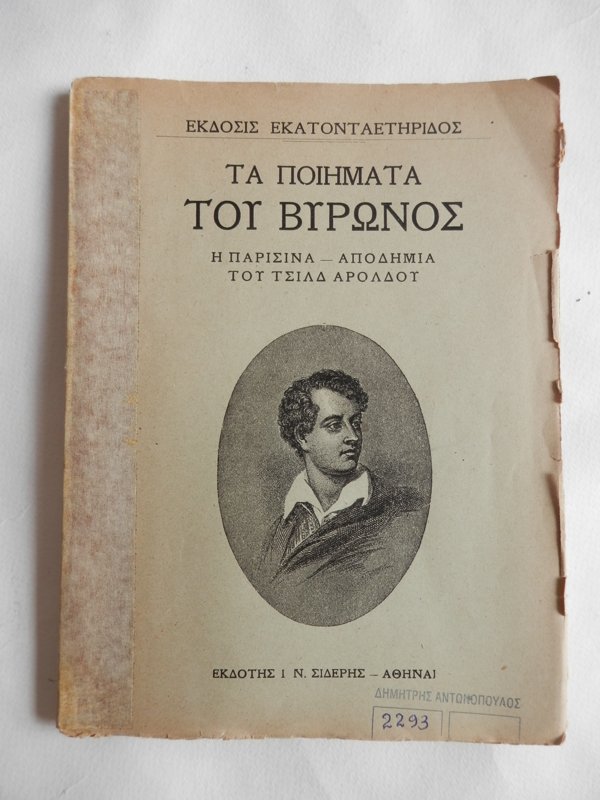 ΕΚΔΟΣΙΣ ΕΚΑΤΟΝΤΑΕΤΗΡΙΔΟΣ
ΤΑ ΠΟΙΗΜΑΤΑ
ΤΟΥ ΒΥΡΩΝΟΣ
Η ΠΑΡΙΣΙΝΑ — ΑΠΟΔΗΜΙΑ
ΤΟΥ ΤΣΙΛΔ ΑΡΟΛΔΟΥ
ΕΚΔΟΤΗΣ Ι Ν. ΣΙΔΕΡΗΣ — ΑΘΗΝΑΙ
ΔΗΜΗΤΡΗΣ ΑΝΤΩΝΟΠΟΥΛΟΣ
2293